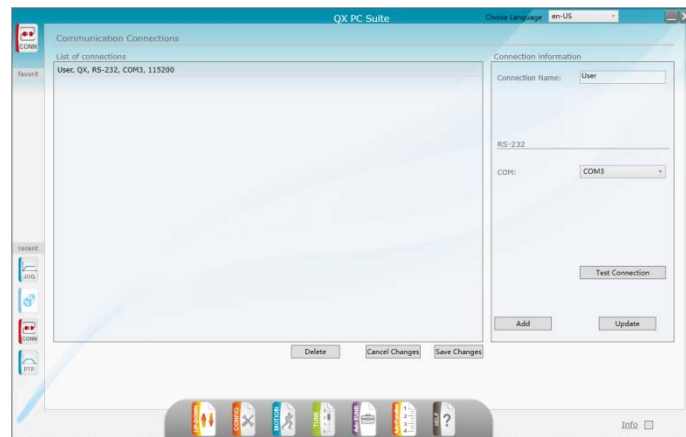 QX PC Suite
Choise Language
en-US
CONN
Communication Connections
List of connections
Connection information
favorit
User, QX, RS-232, COM3, 115200
Connection Name:
User
RS-232
COM:
COM3
recent
JOG
Test Connection
CONN
Add
Update
Delete
Cancel Changes
Save Changes
PTP
CONFIG
MOTION
TUNE
HELP
Info